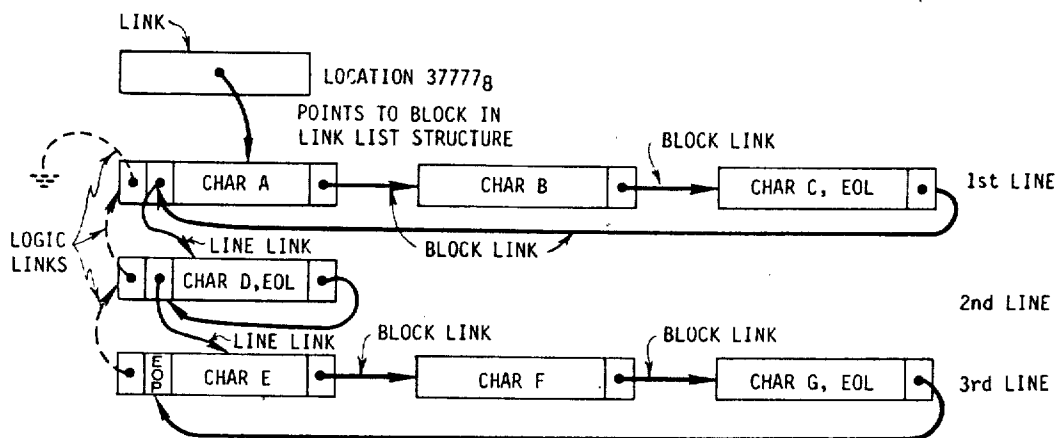 LINK
LOCATION 37777₈
POINTS TO BLOCK IN
LINK LIST STRUCTURE
BLOCK LINK
CHAR A
CHAR B
CHAR C, EOL
1st LINE
LOGIC
LINKS
LINE LINK
BLOCK LINK
CHAR D,EOL
2nd LINE
LINE LINK
BLOCK LINK
BLOCK LINK
EOP
CHAR E
CHAR F
CHAR G, EOL
3rd LINE